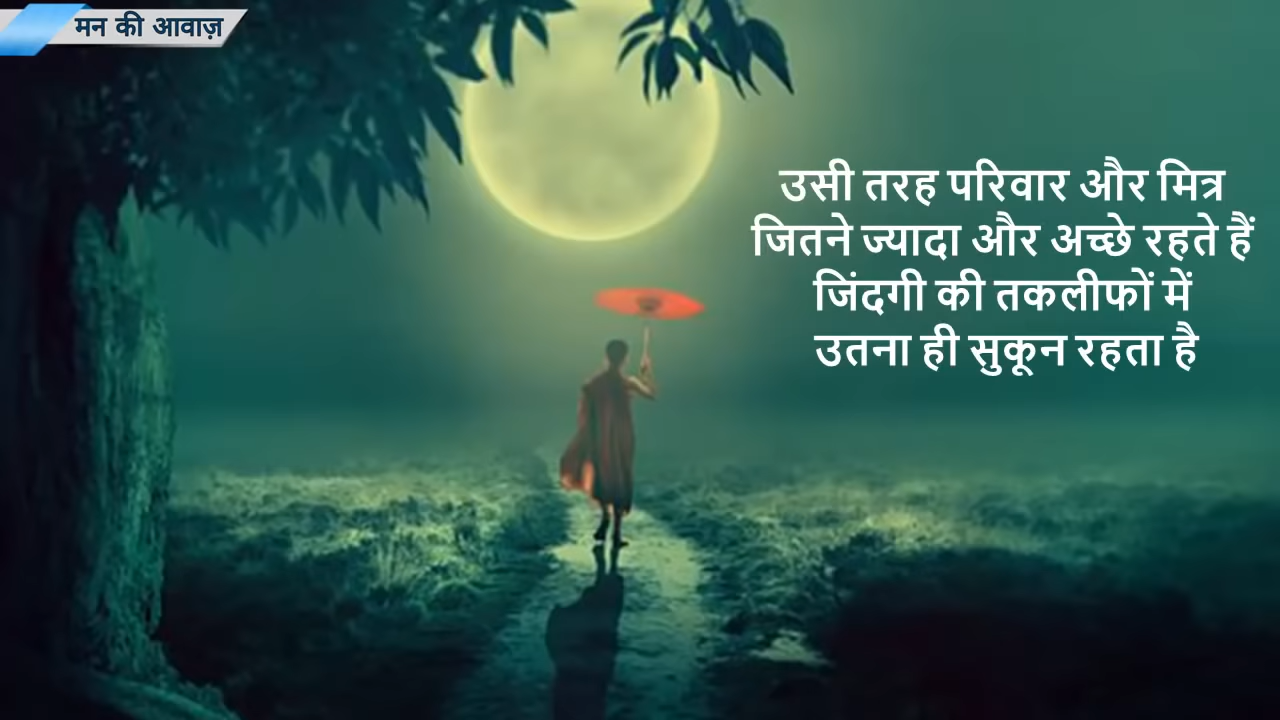 मन की आवाज़
उसी तरह परिवार और मित्र
जितने ज्यादा और अच्छे रहते हैं
जिंदगी की तकलीफों में
उतना ही सुकून रहता है